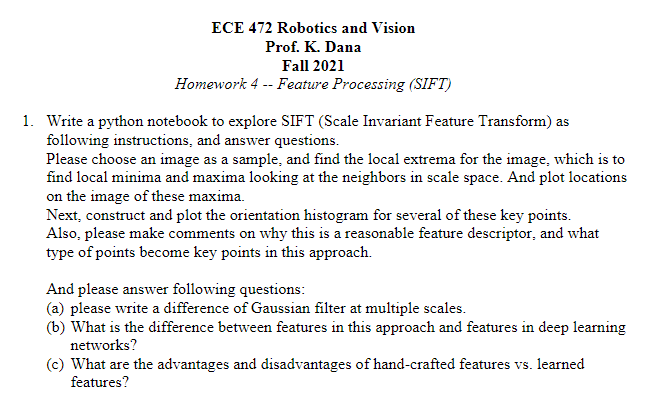 ECE 472 Robotics and Vision
Prof. K. Dana
Fall 2021
Homework 4 -- Feature Processing (SIFT)
1. Write a python notebook to explore SIFT (Scale Invariant Feature Transform) as
following instructions, and answer questions.
Please choose an image as a sample, and find the local extrema for the image, which is to
find local minima and maxima looking at the neighbors in scale space. And plot locations
on the image of these maxima.
Next, construct and plot the orientation histogram for several of these key points.
Also, please make comments on why this is a reasonable feature descriptor, and what
type of points become key points in this approach.
And please answer following questions:
(a) please write a difference of Gaussian filter at multiple scales.
(b) What is the difference between features in this approach and features in deep learning
networks?
(c) What are the advantages and disadvantages of hand-crafted features vs. learned
features?